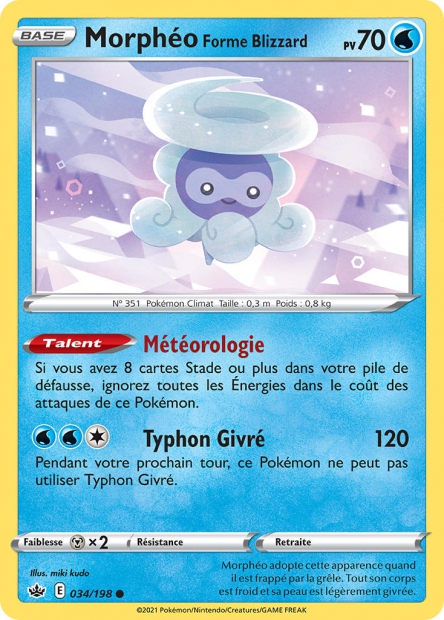 BASE Morphéo Forme Blizzard PV70
N° 351 Pokémon Climat Taille : 0,3 m Poids : 0,8 kg
Talent Météorologie
Si vous avez 8 cartes Stade ou plus dans votre pile de
défausse, ignorez toutes les Énergies dans le coût des
attaques de ce Pokémon.
Typhon Givré 120
Pendant votre prochain tour, ce Pokémon ne peut pas
utiliser Typhon Givré.
Faiblesse ×2 Résistance Retraite
Illus. miki kudo
Morphéo adopte cette apparence quand
il est frappé par la grêle. Tout son corps
est froid et sa peau est légèrement givrée.
E 034/198
©2021 Pokémon/Nintendo/Creatures/GAME FREAK